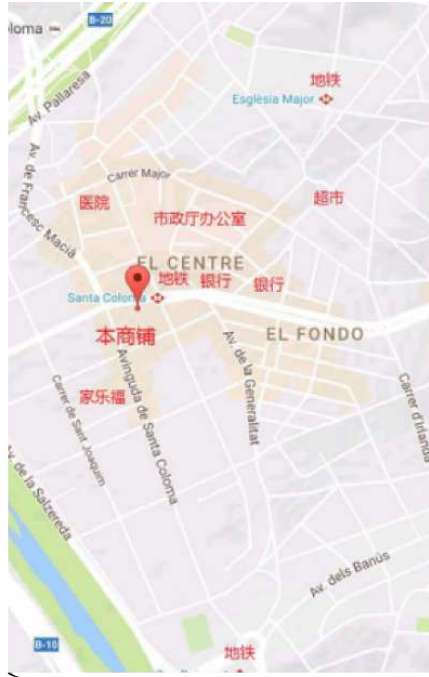 oloma
B-20
Av. Pallaresa
地铁
Església Major
Av. de Francesc Macià
Carrer Major
医院
超市
市政厅办公室
EL CENTRE
地铁 银行 银行
Santa Coloma
本商铺
EL FONDO
Av. de la Generalitat
家乐福
Avinguda de Santa Coloma
Carrer de Sant Joaquim
Carrer d'Irlanda
Av. de la Salzereda
Av. dels Banús
B-10
地铁